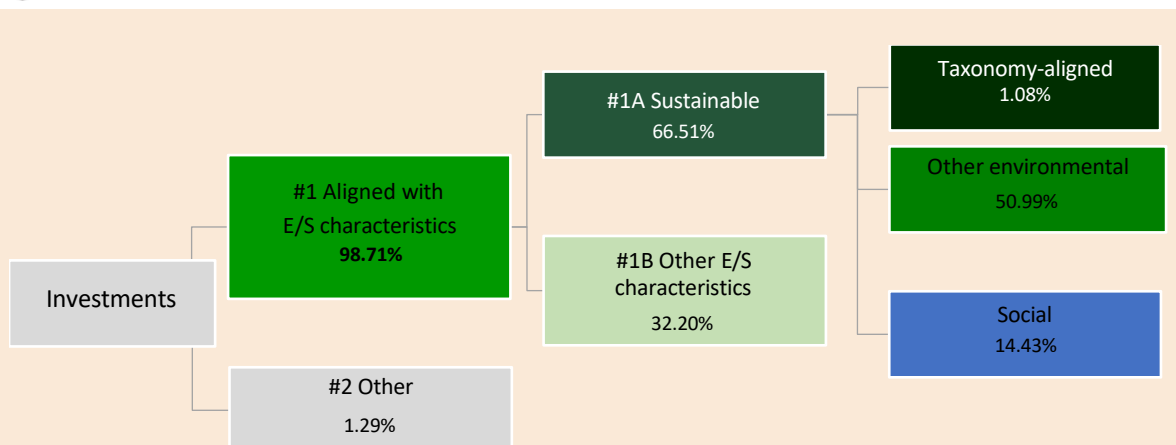 Investments
#1 Aligned with
E/S characteristics
98.71%
#2 Other
1.29%
#1A Sustainable
66.51%
#1B Other E/S
characteristics
32.20%
Taxonomy-aligned
1.08%
Other environmental
50.99%
Social
14.43%